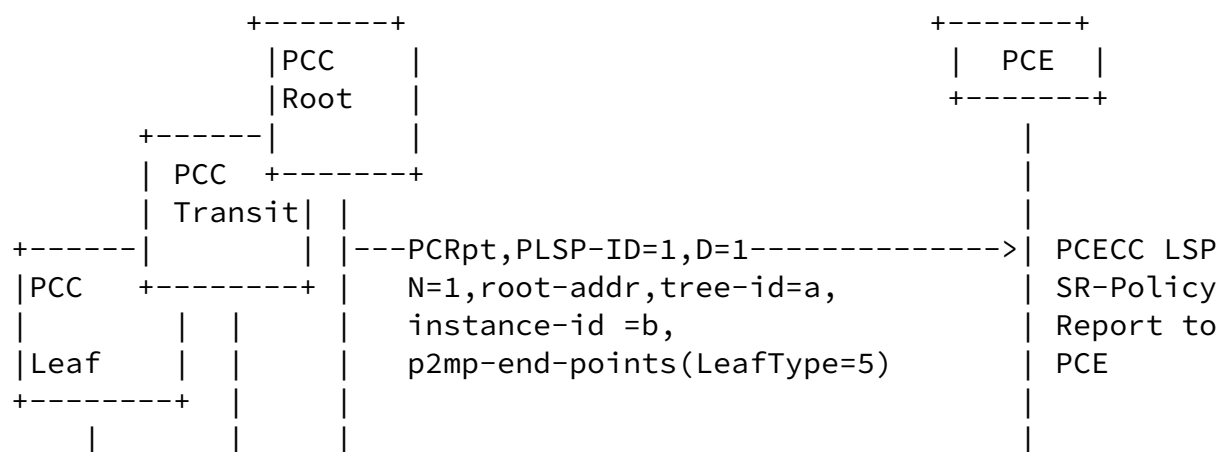 +-------+ +-------+
|PCC | | PCE |
|Root | +-------+
+------| | |
| PCC +-------+ |
| Transit| | |
+------| | |---PCRpt,PLSP-ID=1,D=1-------------->| PCECC LSP
|PCC +--------+ | N=1,root-addr,tree-id=a, | SR-Policy
| | | | instance-id =b, | Report to
|Leaf | | | p2mp-end-points(LeafType=5) | PCE
+--------+ | | |
| | | |